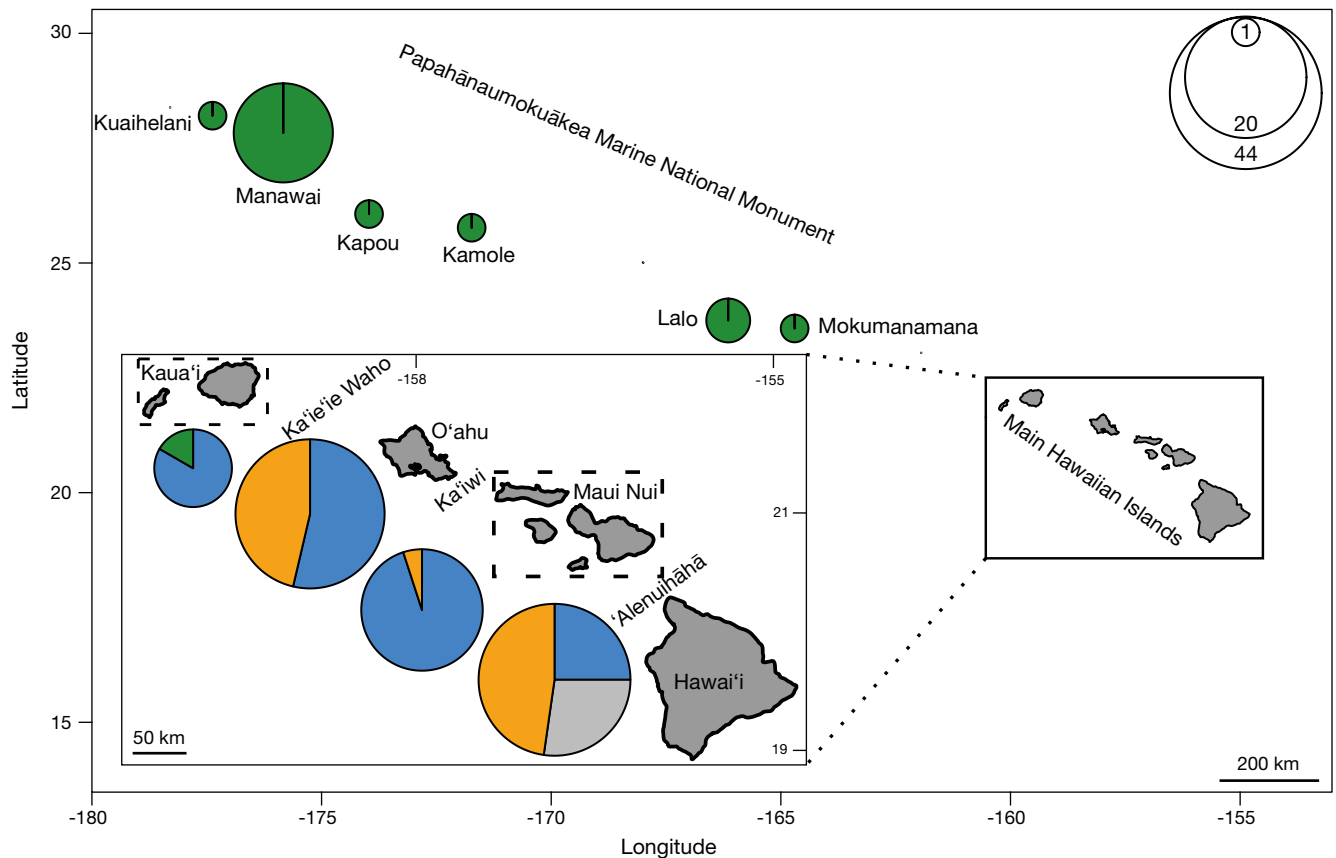 30
25
20
15
Latitude
-180
-175
-170
-165
-160
-155
Longitude
Papahānaumokuākea Marine National Monument
1
20
44
Kuaihelani
Manawai
Kapou
Kamole
Lalo
Mokumanamana
-158
-155
21
19
Kauaʻi
Kaʻieʻie Waho
Oʻahu
Kaʻiwi
Maui Nui
ʻAlenuihāhā
Hawaiʻi
50 km
Main Hawaiian Islands
200 km